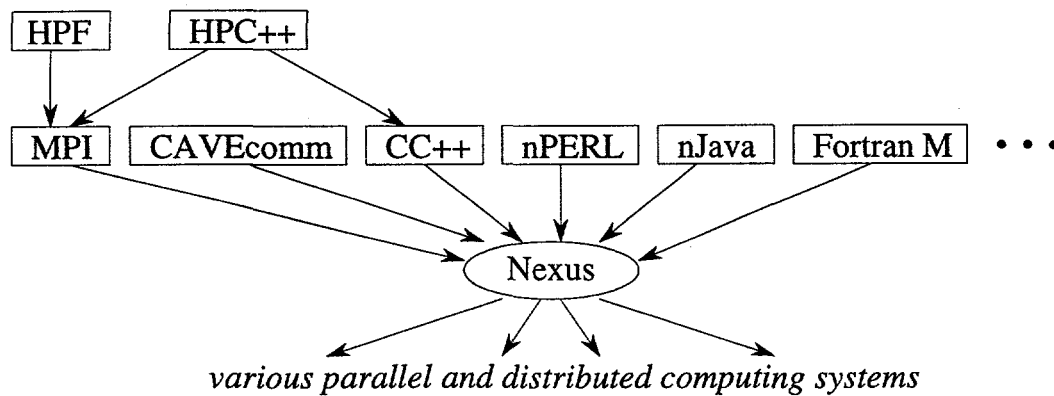 HPF HPC++
MPI CAVEcomm CC++ nPERL nJava Fortran M • • •
Nexus
various parallel and distributed computing systems